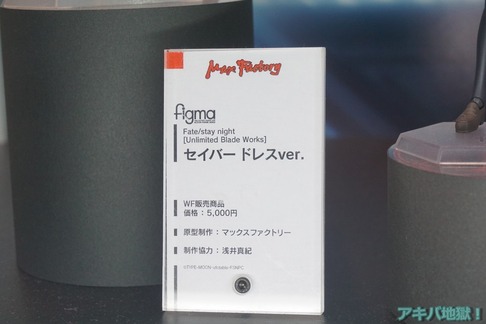 Max Factory
figma
Fate/stay night
[Unlimited Blade Works]
セイバー ドレスver.
WF販売商品
価格：5,000円
原型制作：マックスファクトリー
制作協力：浅井真紀
アキバ地獄！